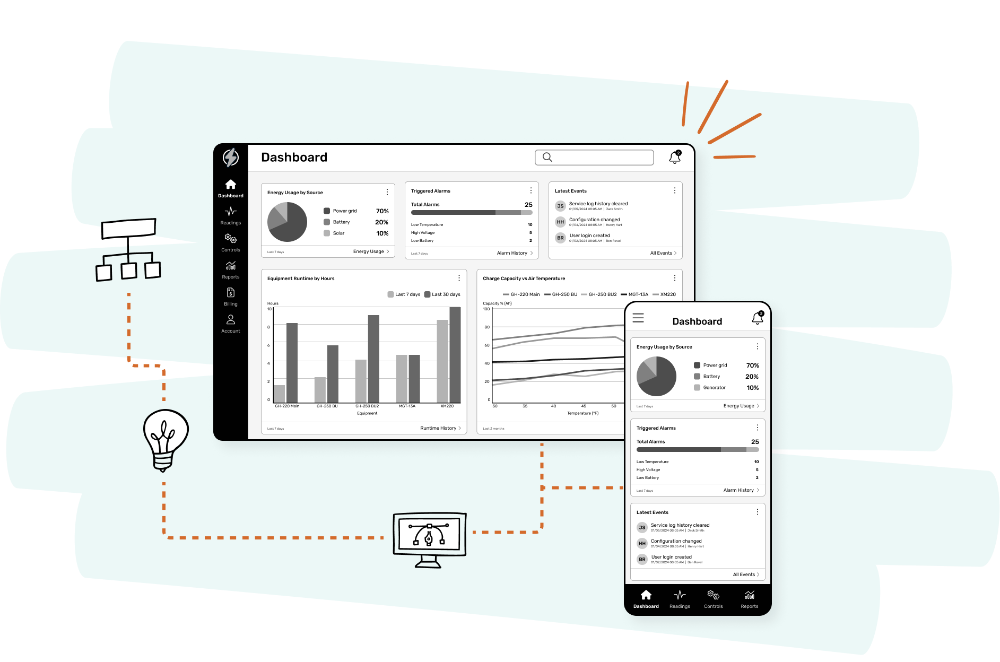 Dashboard
2
Dashboard
Readings
Controls
Reports
Billing
Account
Energy Usage by Source
Power grid 70%
Battery 20%
Solar 10%
Last 7 days Energy Usage
Triggered Alarms
Total Alarms 25
Low Temperature 10
High Voltage 5
Low Battery 2
Last 7 days Alarm History
Latest Events
JS Service log history cleared
01/05/2024 08:05 AM | Jack Smith
HH Configuration changed
01/04/2024 08:05 AM | Henry Hart
BR User login created
01/02/2024 08:05 AM | Ben Revel
All Events
Equipment Runtime by Hours
Last 7 days Last 30 days
Hours
10
8
6
4
2
0
GH-220 Main GH-250 BU GH-250 BU2 MGT-13A XM220
Equipment
Last 7 days Runtime History
Charge Capacity vs Air Temperature
GH-220 Main GH-250 BU GH-250 BU2 MGT-13A XM220
Capacity % (Ah)
100
80
60
40
20
0
30 35 40 45 50
Temperature (°F)
Last 3 months
Dashboard
2
Energy Usage by Source
Power grid 70%
Battery 20%
Generator 10%
Last 7 days Energy Usage
Triggered Alarms
Total Alarms 25
Low Temperature 10
High Voltage 5
Low Battery 2
Last 7 days Alarm History
Latest Events
JS Service log history cleared
01/05/2024 08:05 AM | Jack Smith
HH Configuration changed
01/04/2024 08:05 AM | Henry Hart
BR User login created
01/02/2024 08:05 AM | Ben Revel
All Events
Dashboard Readings Controls Reports